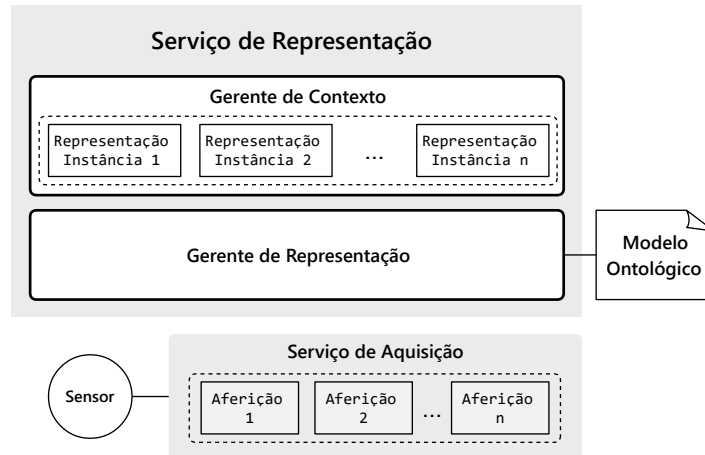 Serviço de Representação
Gerente de Contexto
Representação
Instância 1
Representação
Instância 2
...
Representação
Instância n
Gerente de Representação
Modelo
Ontológico
Serviço de Aquisição
Sensor
Aferição
1
Aferição
2
...
Aferição
n